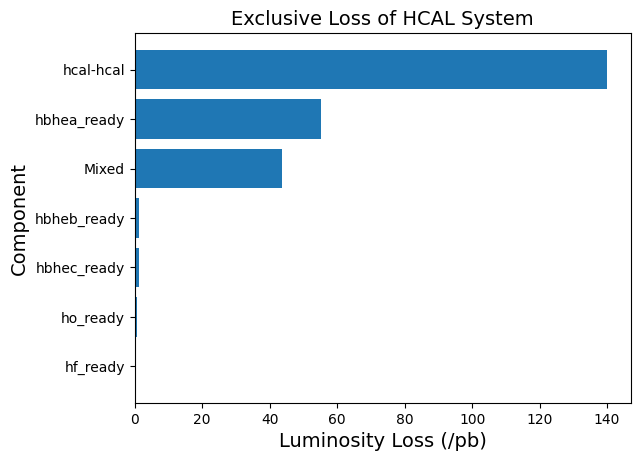 Exclusive Loss of HCAL System
Component
hcal-hcal
hbhea_ready
Mixed
hbheb_ready
hbhec_ready
ho_ready
hf_ready
0 20 40 60 80 100 120 140
Luminosity Loss (/pb)